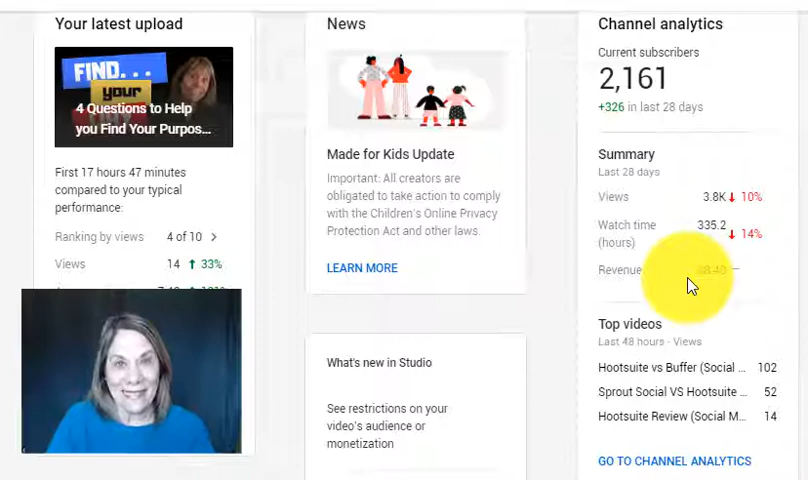 Your latest upload
FIND. . .
your
4 Questions to Help
you Find Your Purpos...
First 17 hours 47 minutes
compared to your typical
performance:
Ranking by views 4 of 10
Views 14 33%
News
Made for Kids Update
Important: All creators are
obligated to take action to comply
with the Children's Online Privacy
Protection Act and other laws.
LEARN MORE
What's new in Studio
See restrictions on your
video's audience or
monetization
Channel analytics
Current subscribers
2,161
+326 in last 28 days
Summary
Last 28 days
Views 3.8K 10%
Watch time
(hours) 335.2 14%
Revenue —
Top videos
Last 48 hours · Views
Hootsuite vs Buffer (Social ... 102
Sprout Social VS Hootsuite ... 52
Hootsuite Review (Social M... 14
GO TO CHANNEL ANALYTICS